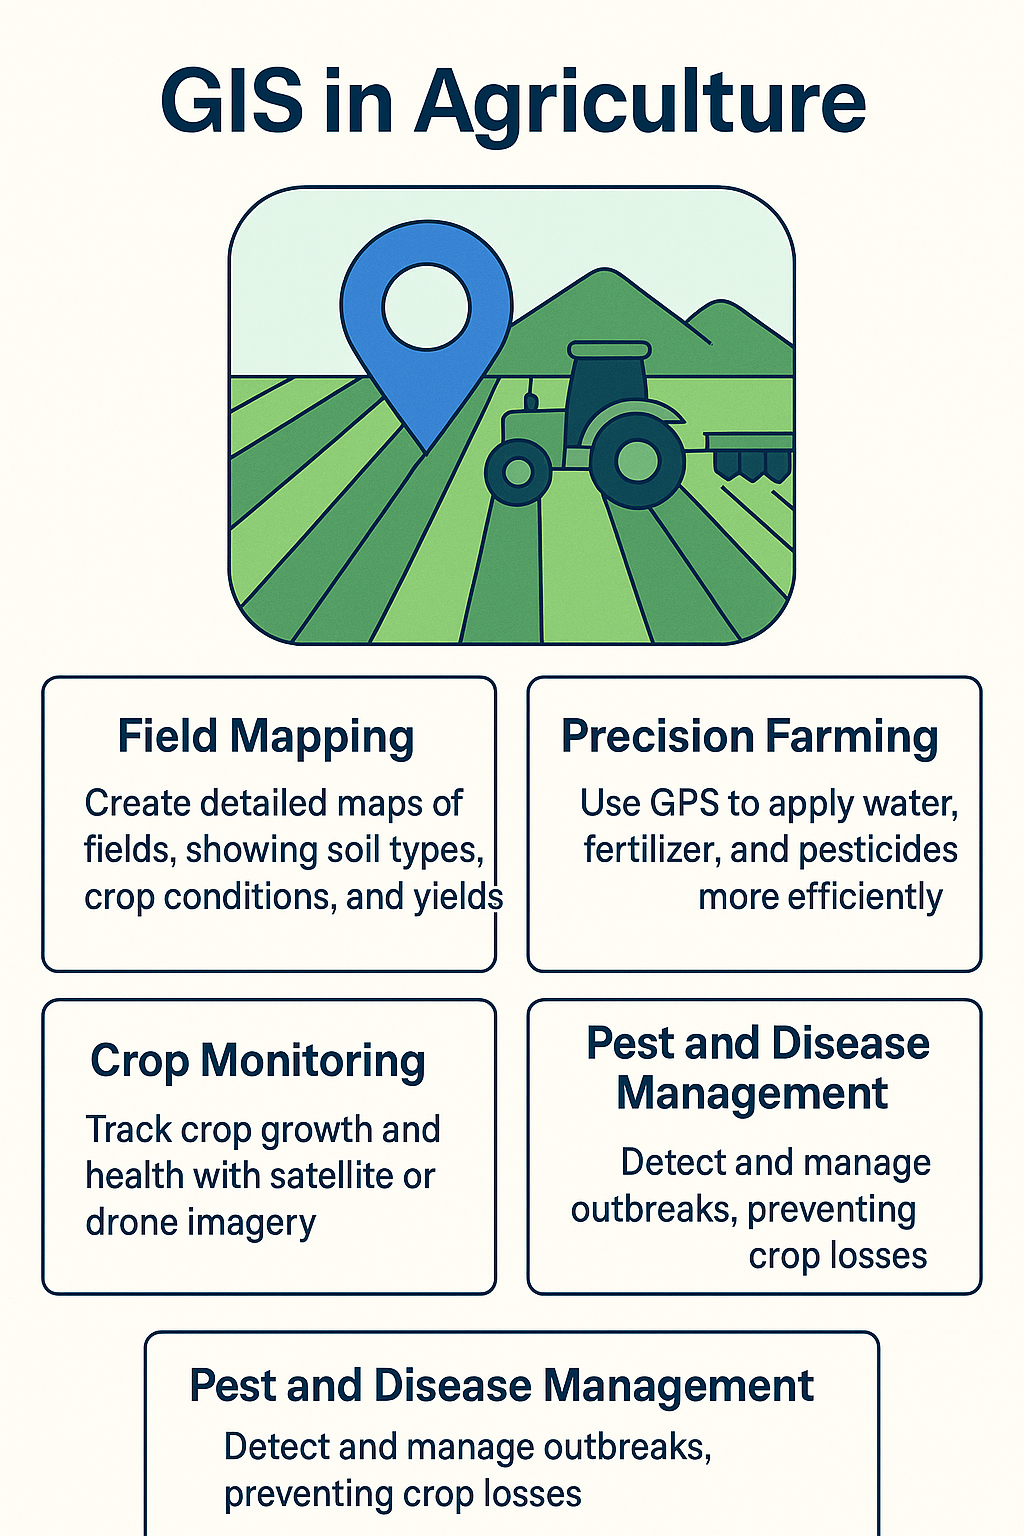 GIS in Agriculture
Field Mapping
Create detailed maps of
fields, showing soil types,
crop conditions, and yields
Precision Farming
Use GPS to apply water,
fertilizer, and pesticides
more efficiently
Crop Monitoring
Track crop growth and
health with satellite or
drone imagery
Pest and Disease
Management
Detect and manage
outbreaks, preventing
crop losses
Pest and Disease Management
Detect and manage outbreaks,
preventing crop losses